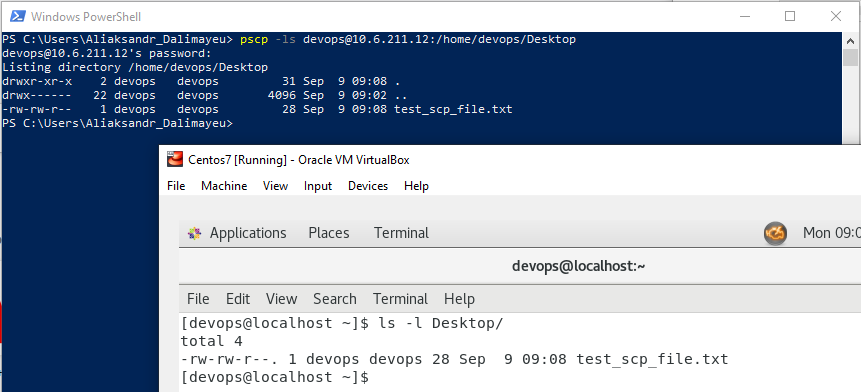 Windows PowerShell
PS C:\Users\Aliaksandr_Dalimayeu> pscp -ls devops@10.6.211.12:/home/devops/Desktop
devops@10.6.211.12's password:
Listing directory /home/devops/Desktop
drwxr-xr-x    2 devops   devops         31 Sep  9 09:08 .
drwx------   22 devops   devops       4096 Sep  9 09:02 ..
-rw-rw-r--    1 devops   devops         28 Sep  9 09:08 test_scp_file.txt
PS C:\Users\Aliaksandr_Dalimayeu>
Centos7 [Running] - Oracle VM VirtualBox
File Machine View Input Devices Help
Applications Places Terminal Mon 09:0
devops@localhost:~
File Edit View Search Terminal Help
[devops@localhost ~]$ ls -l Desktop/
total 4
-rw-rw-r--. 1 devops devops 28 Sep  9 09:08 test_scp_file.txt
[devops@localhost ~]$